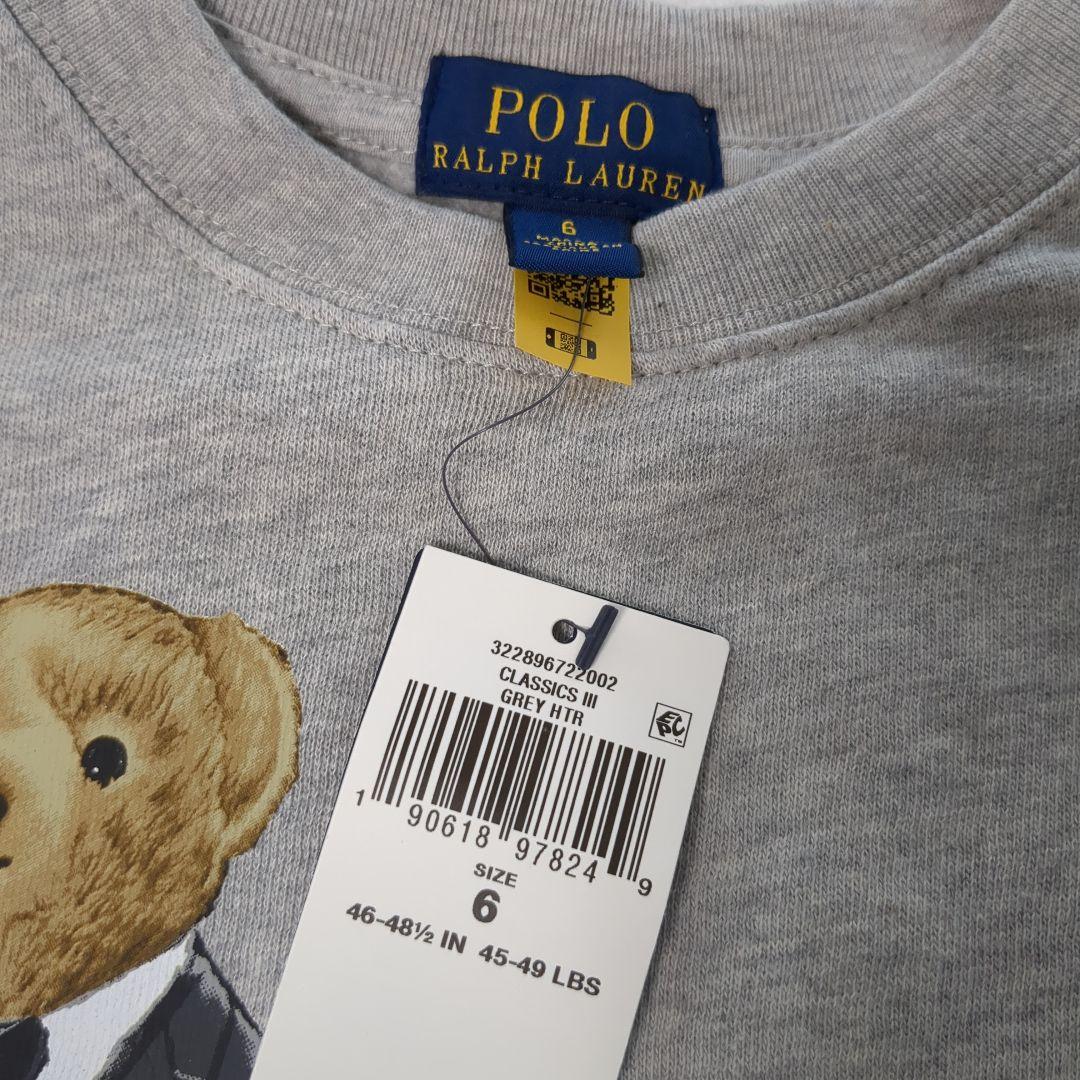 POLO
RALPH LAUREN
6
322896722002
CLASSICS III
GREY HTR
EPC™
1 90618 97824 9
SIZE
6
46-48½ IN 45-49 LBS